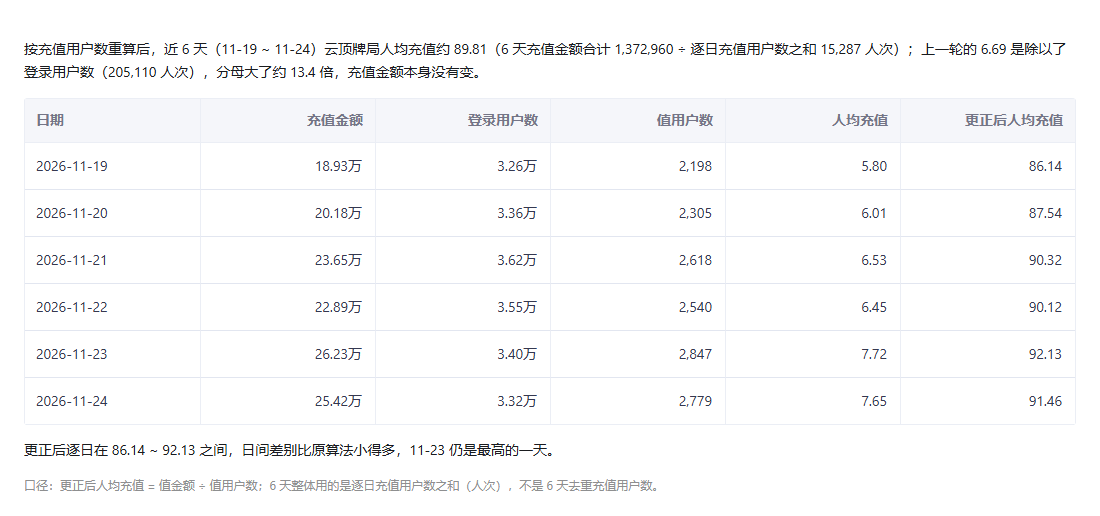 按充值用户数重算后，近 6 天（11-19 ~ 11-24）云顶牌局人均充值约 89.81（6 天充值金额合计 1,372,960 ÷ 逐日充值用户数之和 15,287 人次）；上一轮的 6.69 是除以了
登录用户数（205,110 人次），分母大了约 13.4 倍，充值金额本身没有变。
日期 充值金额 登录用户数 值用户数 人均充值 更正后人均充值
2026-11-19 18.93万 3.26万 2,198 5.80 86.14
2026-11-20 20.18万 3.36万 2,305 6.01 87.54
2026-11-21 23.65万 3.62万 2,618 6.53 90.32
2026-11-22 22.89万 3.55万 2,540 6.45 90.12
2026-11-23 26.23万 3.40万 2,847 7.72 92.13
2026-11-24 25.42万 3.32万 2,779 7.65 91.46
更正后逐日在 86.14 ~ 92.13 之间，日间差别比原算法小得多，11-23 仍是最高的一天。
口径：更正后人均充值 = 值金额 ÷ 值用户数；6 天整体用的是逐日充值用户数之和（人次），不是 6 天去重充值用户数。